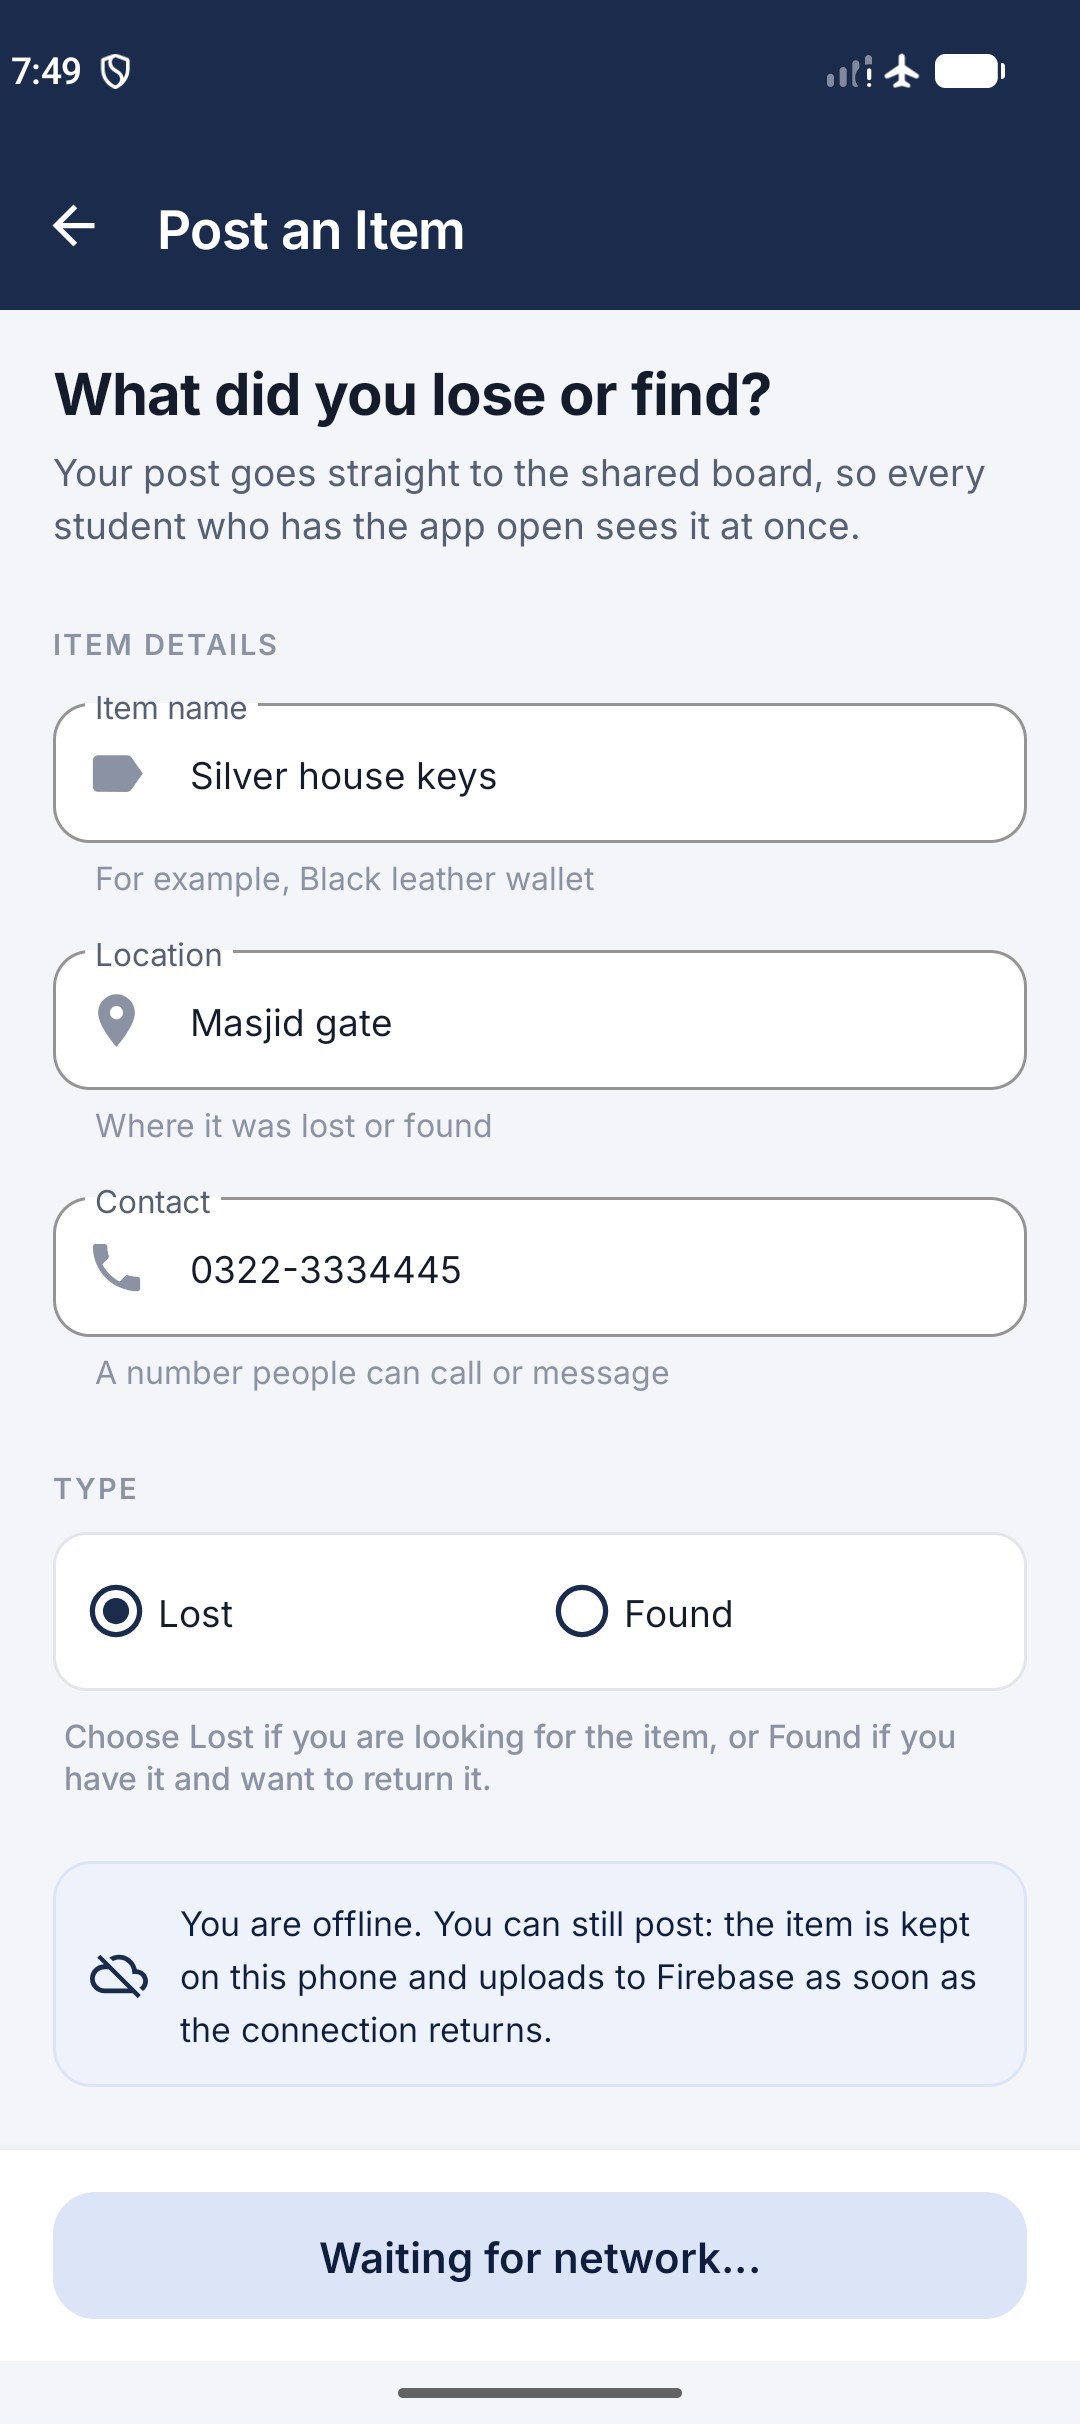 7:49
Post an Item
What did you lose or find?
Your post goes straight to the shared board, so every
student who has the app open sees it at once.
ITEM DETAILS
Item name
Silver house keys
For example, Black leather wallet
Location
Masjid gate
Where it was lost or found
Contact
0322-3334445
A number people can call or message
TYPE
Lost
Found
Choose Lost if you are looking for the item, or Found if you
have it and want to return it.
You are offline. You can still post: the item is kept
on this phone and uploads to Firebase as soon as
the connection returns.
Waiting for network...